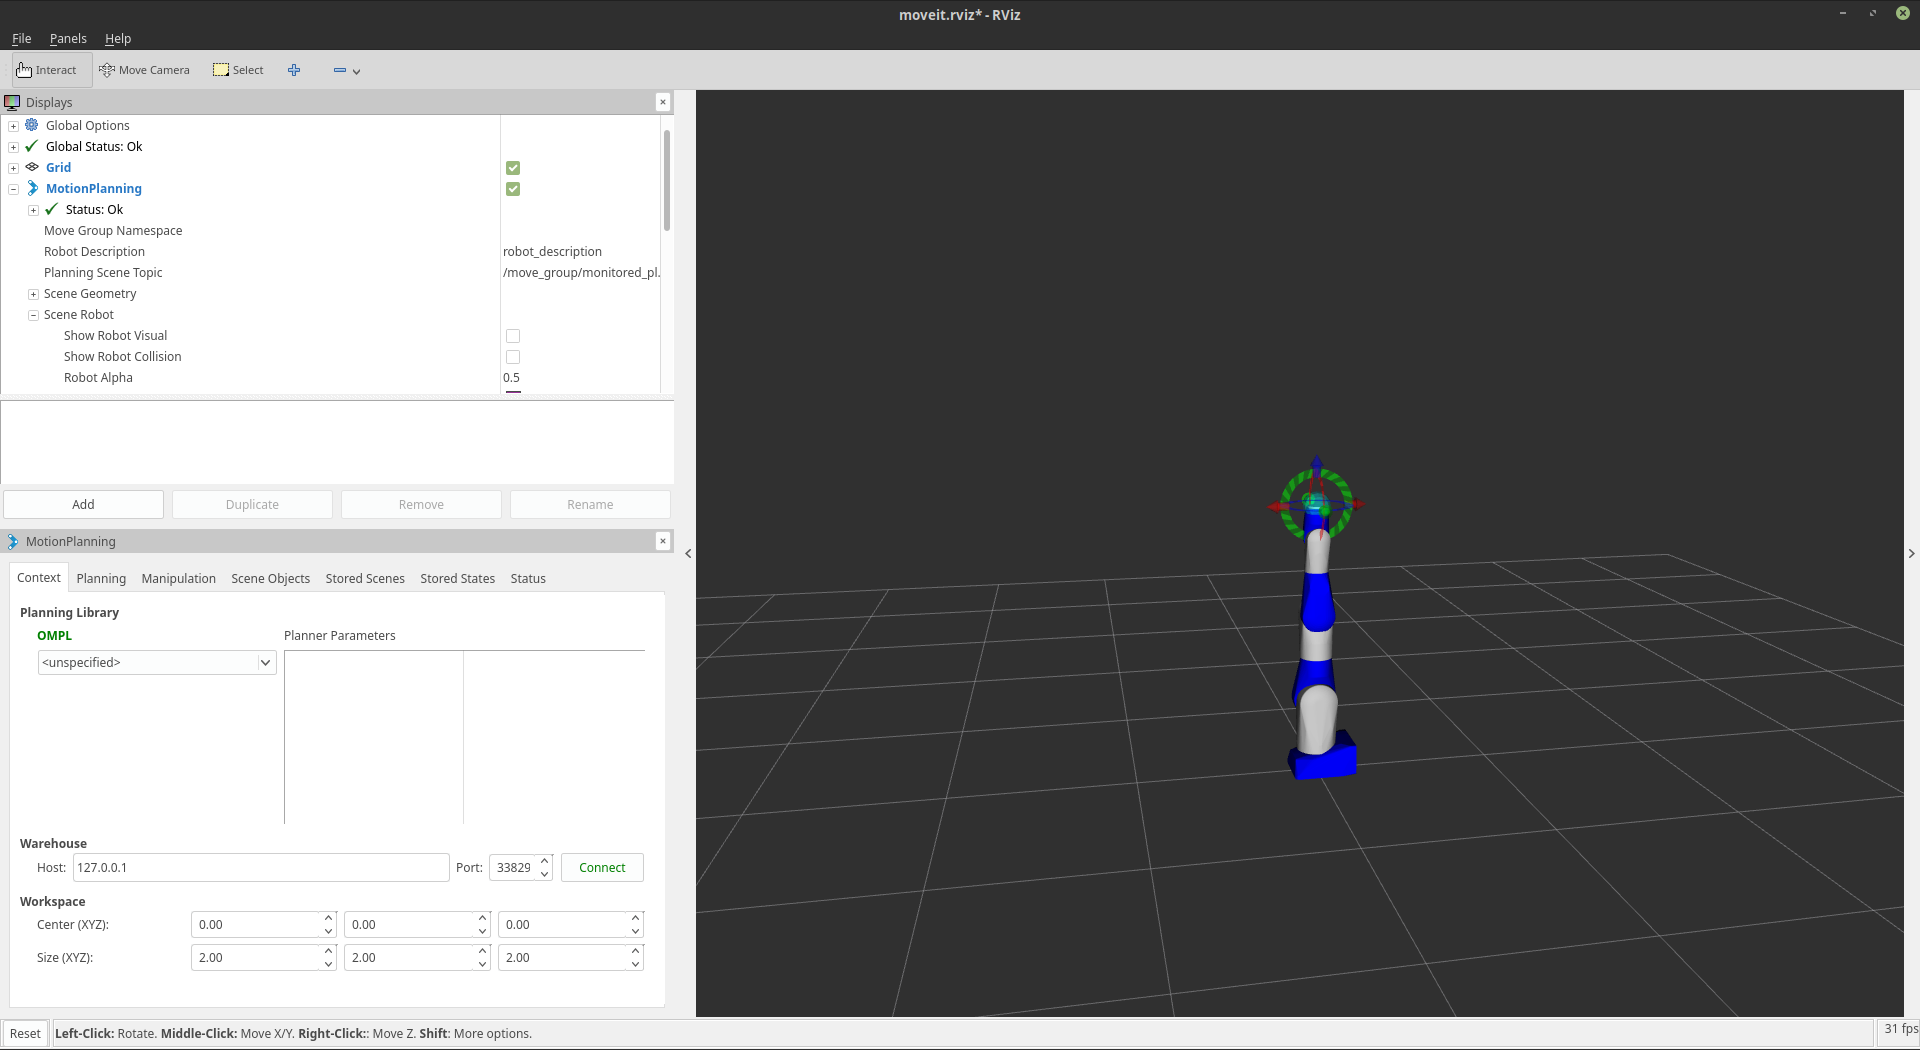 moveit.rviz* - RViz
File Panels Help
Interact Move Camera Select
Displays
Global Options
Global Status: Ok
Grid
MotionPlanning
Status: Ok
Move Group Namespace
Robot Description robot_description
Planning Scene Topic /move_group/monitored_pl.
Scene Geometry
Scene Robot
Show Robot Visual
Show Robot Collision
Robot Alpha 0.5
Add Duplicate Remove Rename
MotionPlanning
Context Planning Manipulation Scene Objects Stored Scenes Stored States Status
Planning Library
OMPL Planner Parameters
<unspecified>
Warehouse
Host: 127.0.0.1 Port: 33829 Connect
Workspace
Center (XYZ): 0.00 0.00 0.00
Size (XYZ): 2.00 2.00 2.00
Reset Left-Click: Rotate. Middle-Click: Move X/Y. Right-Click:: Move Z. Shift: More options. 31 fps